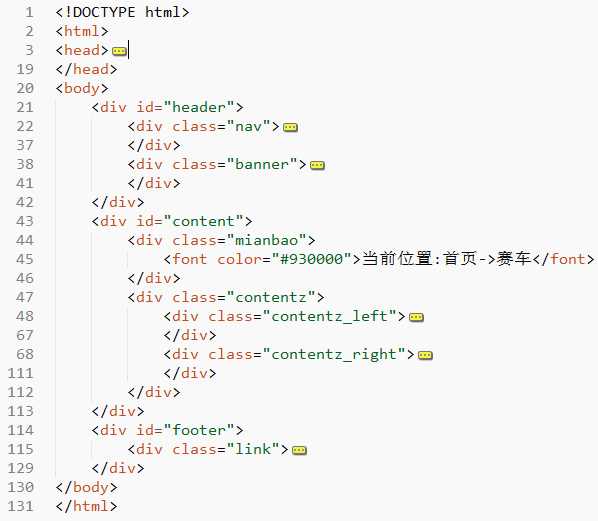 1 <!DOCTYPE html>
2 <html>
3 <head>
19 </head>
20 <body>
21 <div id="header">
22 <div class="nav">
37 </div>
38 <div class="banner">
41 </div>
42 </div>
43 <div id="content">
44 <div class="mianbao">
45 <font color="#930000">当前位置:首页->赛车</font>
46 </div>
47 <div class="contentz">
48 <div class="contentz_left">
67 </div>
68 <div class="contentz_right">
111 </div>
112 </div>
113 </div>
114 <div id="footer">
115 <div class="link">
129 </div>
130 </body>
131 </html>